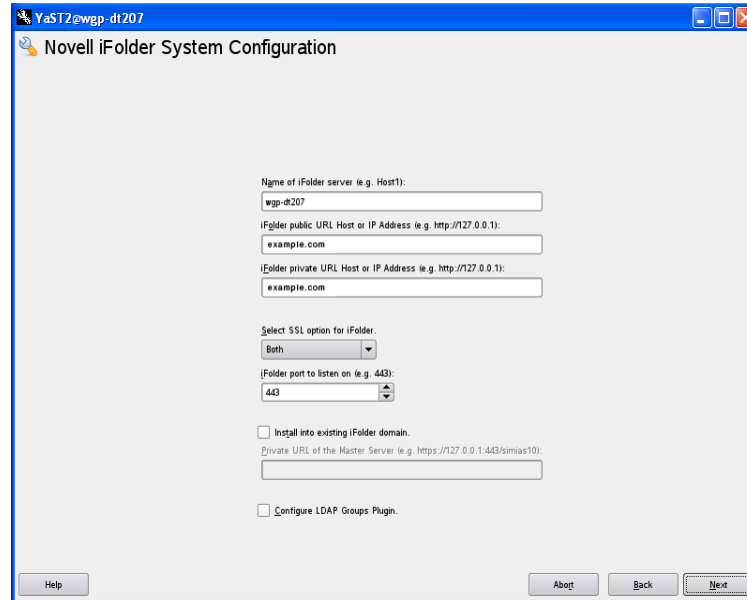 YaST2@wgp-dt207
Novell iFolder System Configuration
Name of iFolder server (e.g. Host1):
wgp-dt207
iFolder public URL Host or IP Address (e.g. http://127.0.0.1):
example.com
iFolder private URL Host or IP Address (e.g. http://127.0.0.1):
example.com
Select SSL option for iFolder.
Both
iFolder port to listen on (e.g. 443):
443
Install into existing iFolder domain.
Private URL of the Master Server (e.g. https://127.0.0.1:443/simias10):
Configure LDAP Groups Plugin.
Help Abort Back Next